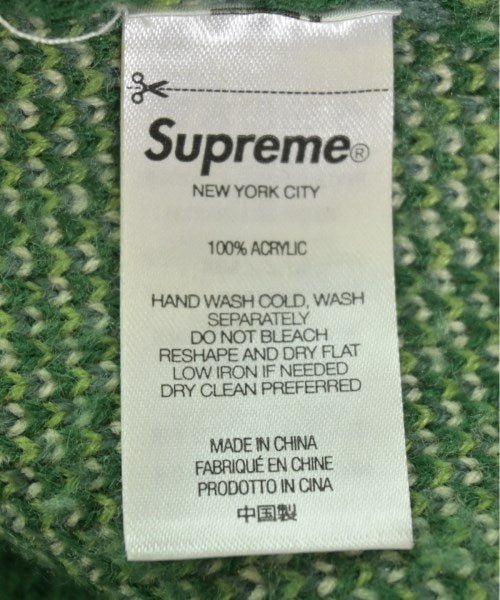 Supreme®
NEW YORK CITY
100% ACRYLIC
HAND WASH COLD, WASH
SEPARATELY
DO NOT BLEACH
RESHAPE AND DRY FLAT
LOW IRON IF NEEDED
DRY CLEAN PREFERRED
MADE IN CHINA
FABRIQUÉ EN CHINE
PRODOTTO IN CINA
中国製